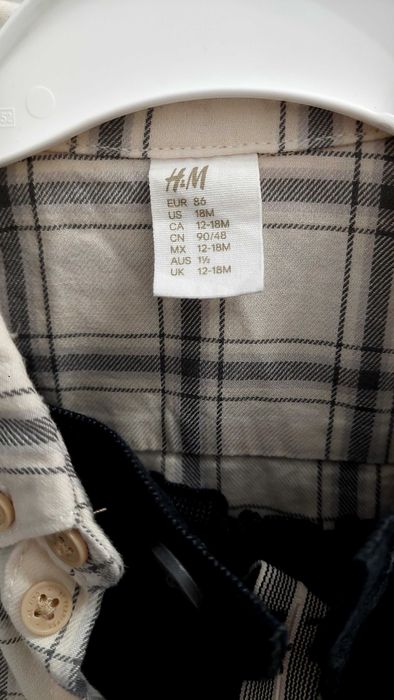 H&M
EUR 86
US 18M
CA 12-18M
CN 90/48
MX 12-18M
AUS 1½
UK 12-18M